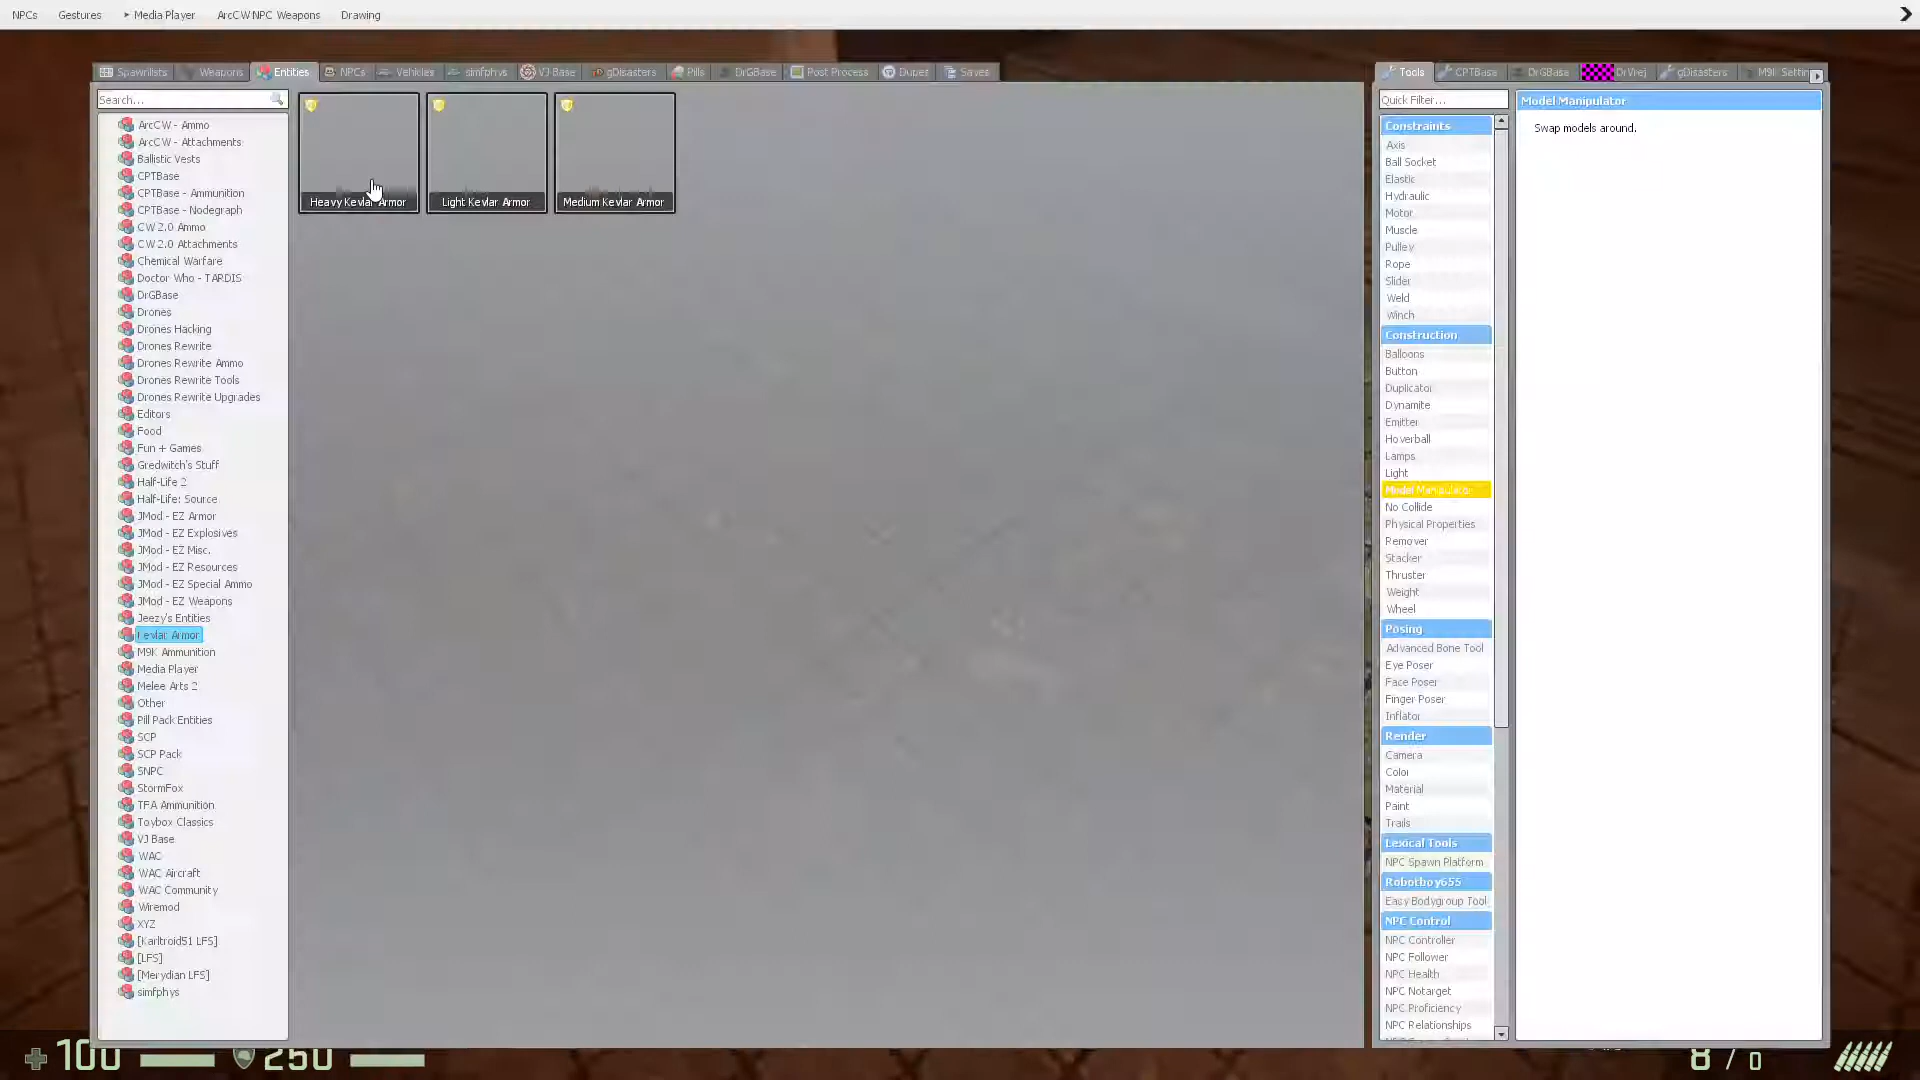 NPCs Gestures Media Player ArcCW NPC Weapons Drawing
Spawnlists Weapons Entities NPCs Vehicles simfphys VJ Base gDisasters Pills DrGBase Post Process Dupes Saves
Search...
ArcCW - Ammo
ArcCW - Attachments
Ballistic Vests
CPTBase
CPTBase - Ammunition
CPTBase - Nodegraph
CW 2.0 Ammo
CW 2.0 Attachments
Chemical Warfare
Doctor Who - TARDIS
DrGBase
Drones
Drones Hacking
Drones Rewrite
Drones Rewrite Ammo
Drones Rewrite Tools
Drones Rewrite Upgrades
Editors
Food
Fun + Games
Gredwitch's Stuff
Half-Life 2
Half-Life: Source
JMod - EZ Armor
JMod - EZ Explosives
JMod - EZ Misc.
JMod - EZ Resources
JMod - EZ Special Ammo
JMod - EZ Weapons
Jeezy's Entities
Kevlar Armor
M9K Ammunition
Media Player
Melee Arts 2
Other
Pill Pack Entities
SCP
SCP Pack
SNPC
StormFox
TFA Ammunition
Toybox Classics
VJ Base
WAC
WAC Aircraft
WAC Community
Wiremod
XYZ
[Karltroid51 LFS]
[LFS]
[Merydian LFS]
simfphys
Heavy Kevlar Armor Light Kevlar Armor Medium Kevlar Armor
Tools CPTBase DrGBase DrVrej gDisasters M9K Settin
Quick Filter...
Constraints
Axis
Ball Socket
Elastic
Hydraulic
Motor
Muscle
Pulley
Rope
Slider
Weld
Winch
Construction
Balloons
Button
Duplicator
Dynamite
Emitter
Hoverball
Lamps
Light
Model Manipulator
No Collide
Physical Properties
Remover
Stacker
Thruster
Weight
Wheel
Posing
Advanced Bone Tool
Eye Poser
Face Poser
Finger Poser
Inflator
Render
Camera
Color
Material
Paint
Trails
Lexical Tools
NPC Spawn Platform
Robotboy655
Easy Bodygroup Tool
NPC Control
NPC Controller
NPC Follower
NPC Health
NPC Notarget
NPC Proficiency
NPC Relationships
Model Manipulator
Swap models around.
100 250 8 / 0